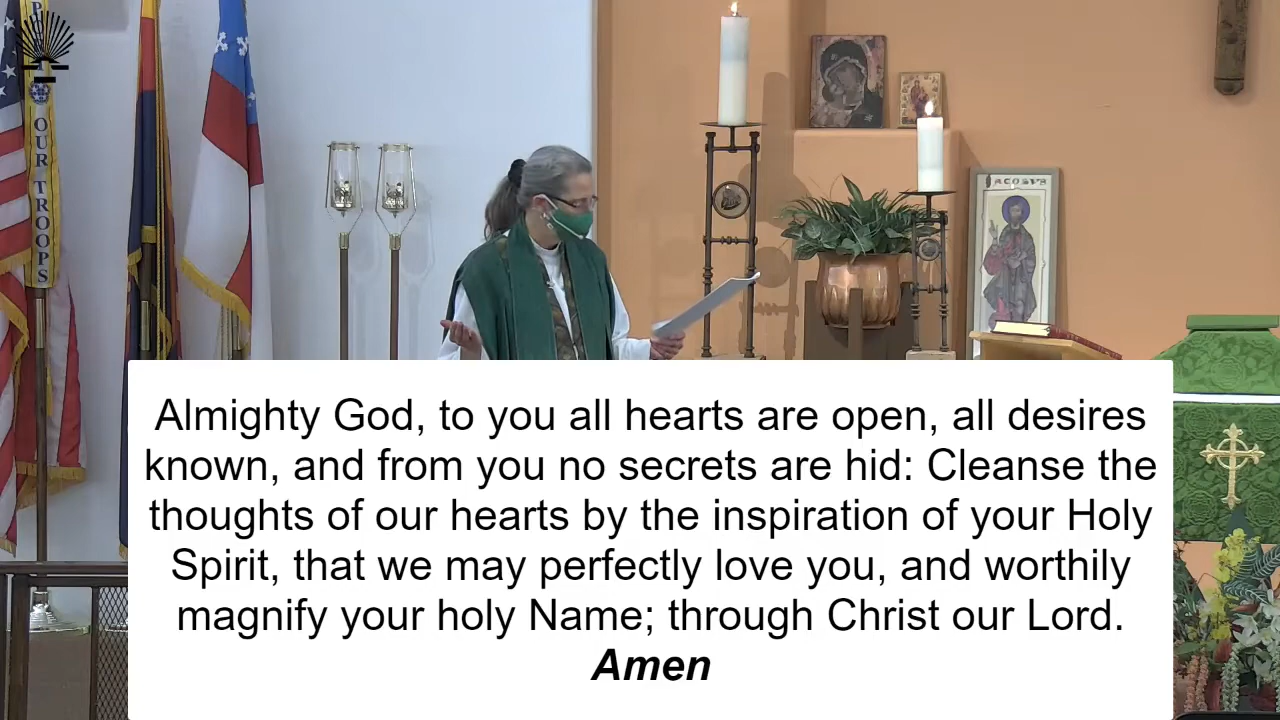 P
OUR TROOPS
IACOBVS
Almighty God, to you all hearts are open, all desires
known, and from you no secrets are hid: Cleanse the
thoughts of our hearts by the inspiration of your Holy
Spirit, that we may perfectly love you, and worthily
magnify your holy Name; through Christ our Lord.
Amen